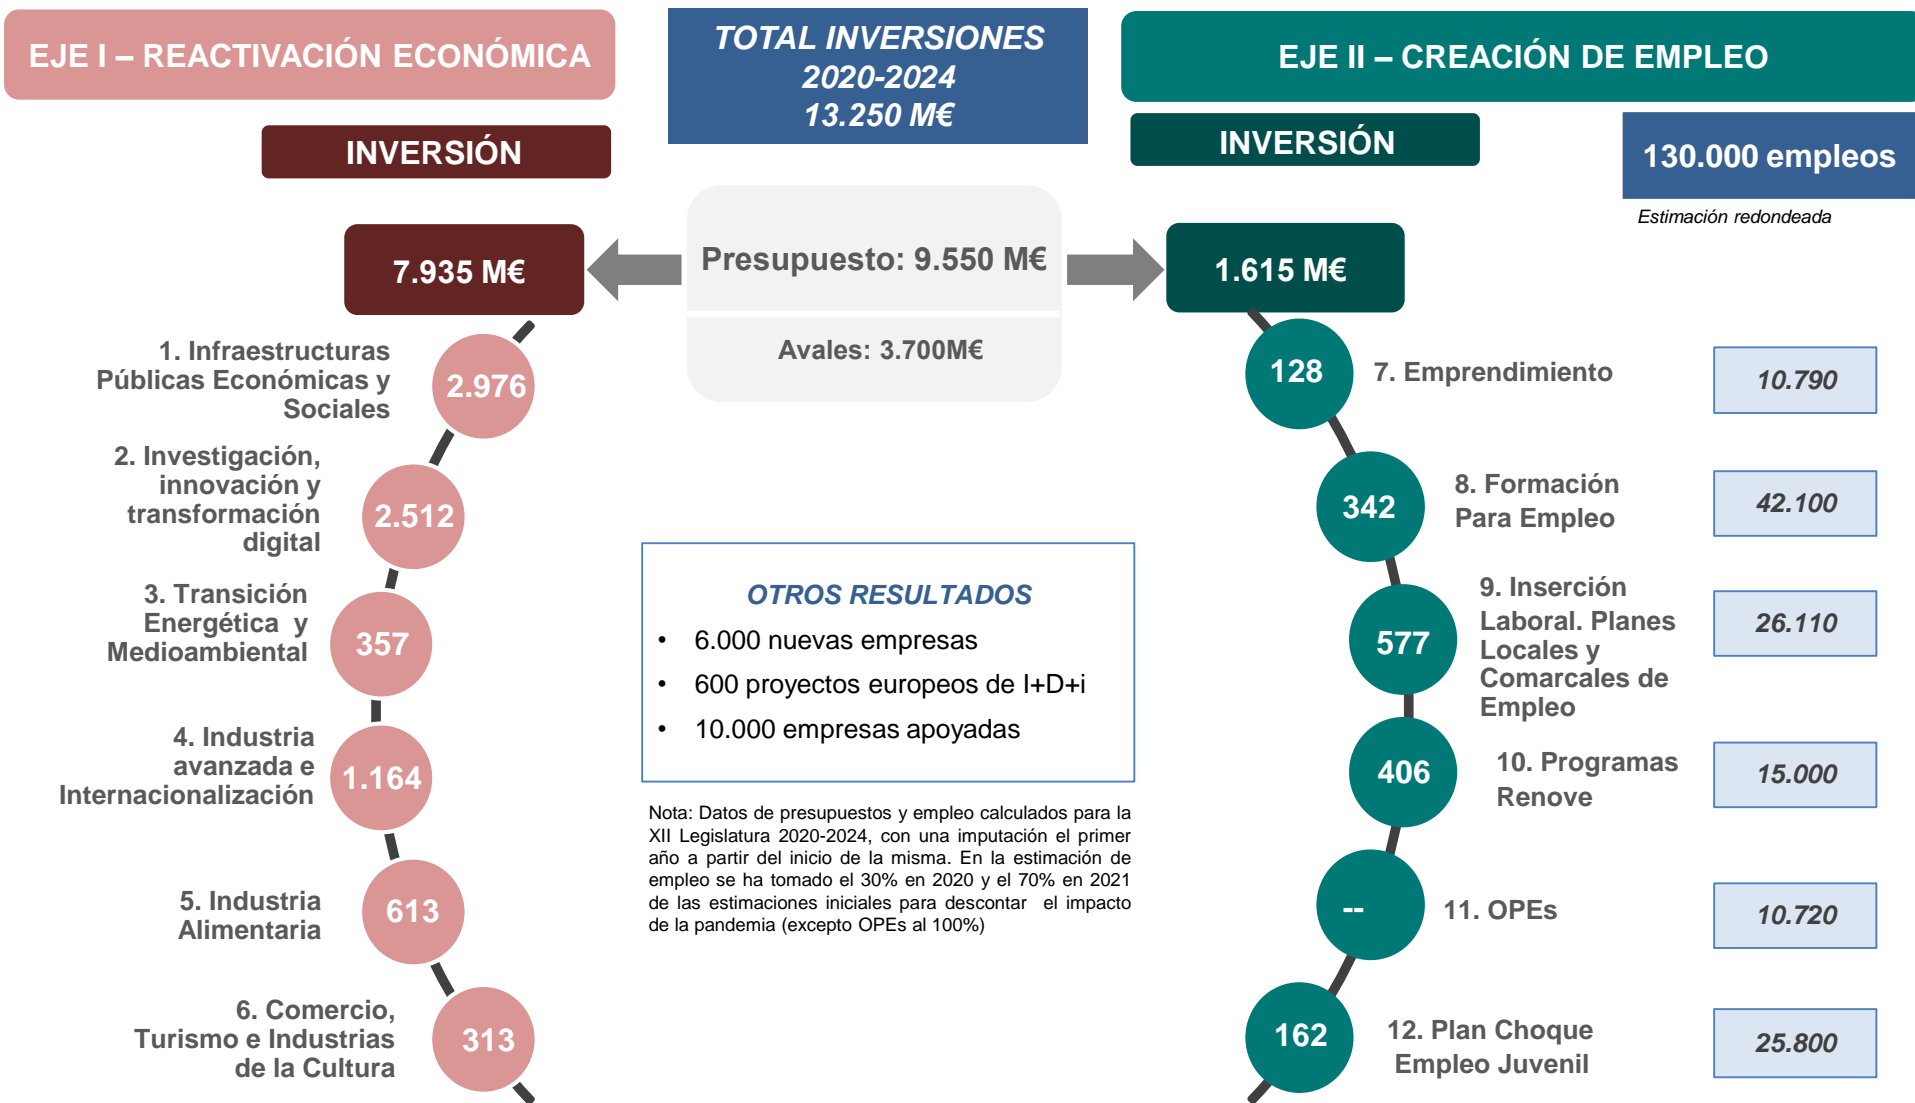 EJE I – REACTIVACIÓN ECONÓMICA
INVERSIÓN
TOTAL INVERSIONES
2020-2024
13.250 M€
EJE II – CREACIÓN DE EMPLEO
INVERSIÓN
130.000 empleos
Estimación redondeada
7.935 M€
Presupuesto: 9.550 M€
Avales: 3.700M€
1.615 M€
1. Infraestructuras
Públicas Económicas y
Sociales
2.976
2. Investigación,
innovación y
transformación
digital
2.512
3. Transición
Energética y
Medioambiental
357
4. Industria
avanzada e
Internacionalización
1.164
5. Industria
Alimentaria
613
6. Comercio,
Turismo e Industrias
de la Cultura
313
OTROS RESULTADOS
• 6.000 nuevas empresas
• 600 proyectos europeos de I+D+i
• 10.000 empresas apoyadas
Nota: Datos de presupuestos y empleo calculados para la
XII Legislatura 2020-2024, con una imputación el primer
año a partir del inicio de la misma. En la estimación de
empleo se ha tomado el 30% en 2020 y el 70% en 2021
de las estimaciones iniciales para descontar el impacto
de la pandemia (excepto OPEs al 100%)
128
7. Emprendimiento
10.790
342
8. Formación
Para Empleo
42.100
577
9. Inserción
Laboral. Planes
Locales y
Comarcales de
Empleo
26.110
406
10. Programas
Renove
15.000
--
11. OPEs
10.720
162
12. Plan Choque
Empleo Juvenil
25.800